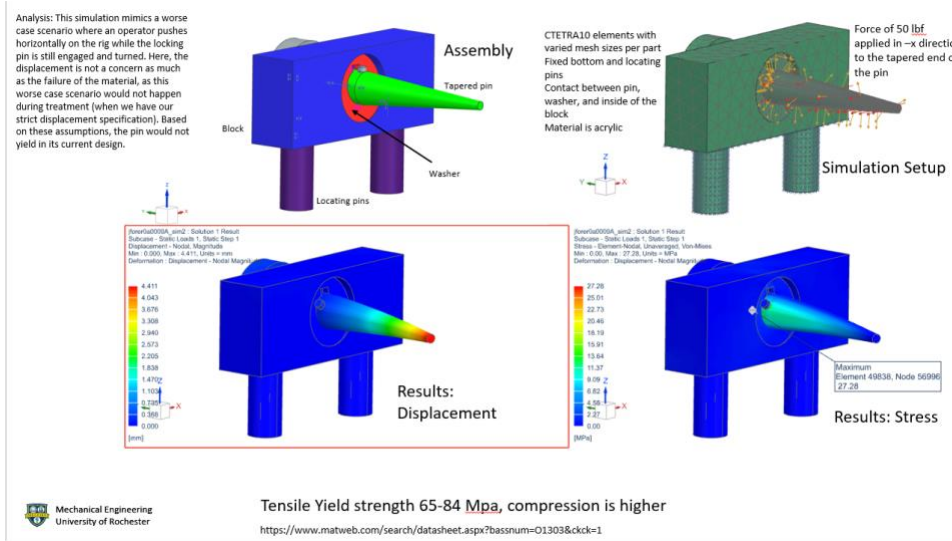 Analysis: This simulation mimics a worse
case scenario where an operator pushes
horizontally on the rig while the locking
pin is still engaged and turned. Here, the
displacement is not a concern as much
as the failure of the material, as this
worse case scenario would not happen
during treatment (when we have our
strict displacement specification). Based
on these assumptions, the pin would not
yield in its current design.
Assembly
Tapered pin
Block
Washer
Locating pins
CTETRA10 elements with
varied mesh sizes per part
Fixed bottom and locating
pins
Contact between pin,
washer, and inside of the
block
Material is acrylic
Force of 50 lbf
applied in –x directio
to the tapered end o
the pin
Simulation Setup
Z
Y
X
Z
Y
X
Subcase - Static Loads 1, Static Step 1
Displacement - Nodal, Magnitude
Min : 0.000, Max : 4.411, Units = mm
Deformation : Displacement - Nodal Magnitude
4.411
4.043
3.676
3.308
2.940
2.573
2.205
1.838
1.470
1.103
0.735
0.368
0.000
[mm]
Z
X
Results:
Displacement
Subcase - Static Loads 1, Static Step 1
Stress - Element-Nodal, Unaveraged, Von-Mises
Min : 0.00, Max : 27.28, Units = MPa
Deformation : Displacement - Nodal Magnitude
27.28
25.01
22.73
20.46
18.19
15.91
13.64
11.37
9.09
6.82
4.55
2.27
0.00
[MPa]
Z
X
Maximum
Element 49838, Node 56996
27.28
Results: Stress
Mechanical Engineering
University of Rochester
Tensile Yield strength 65-84 Mpa, compression is higher
https://www.matweb.com/search/datasheet.aspx?bassnum=O1303&ckck=1